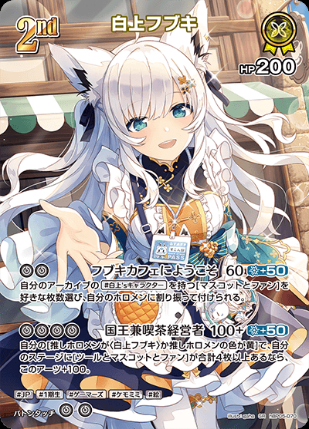 2nd
白上フブキ
HP200
フブキカフェにようこそ 60 +50
自分のアーカイブの[#白上'sキャラクター]を持つ[マスコットとファン]を
好きな枚数選び、自分のホロメンに割り振って付けられる。
国王兼喫茶経営者 100+ +50
自分の[推しホロメンが〈白上フブキ〉か推しホロメンの色が黄]で、自分の
ステージに[ツールとマスコットとファン]が合計4枚以上あるなら、
このアーツ+100。
#JP #1期生 #ゲーマーズ #ケモミミ #絵
バトンタッチ